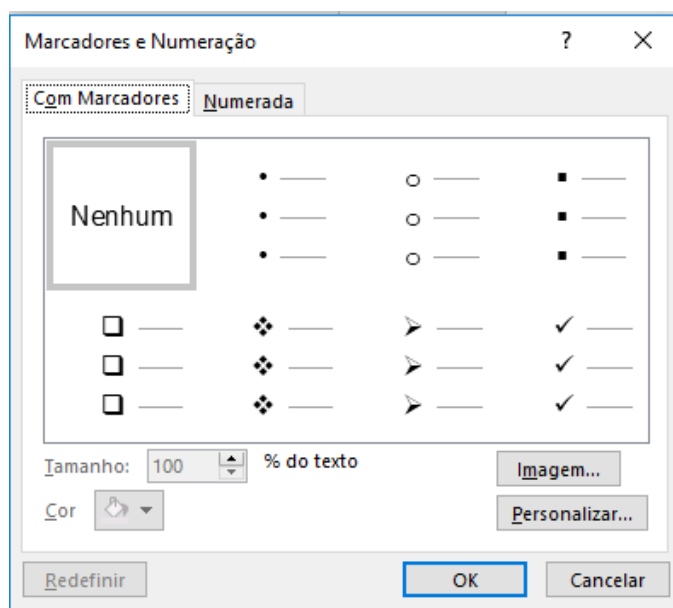 Marcadores e Numeração
Com Marcadores
Numerada
Nenhum
Tamanho: 100 % do texto
Imagem...
Cor
Personalizar...
Redefinir
OK
Cancelar